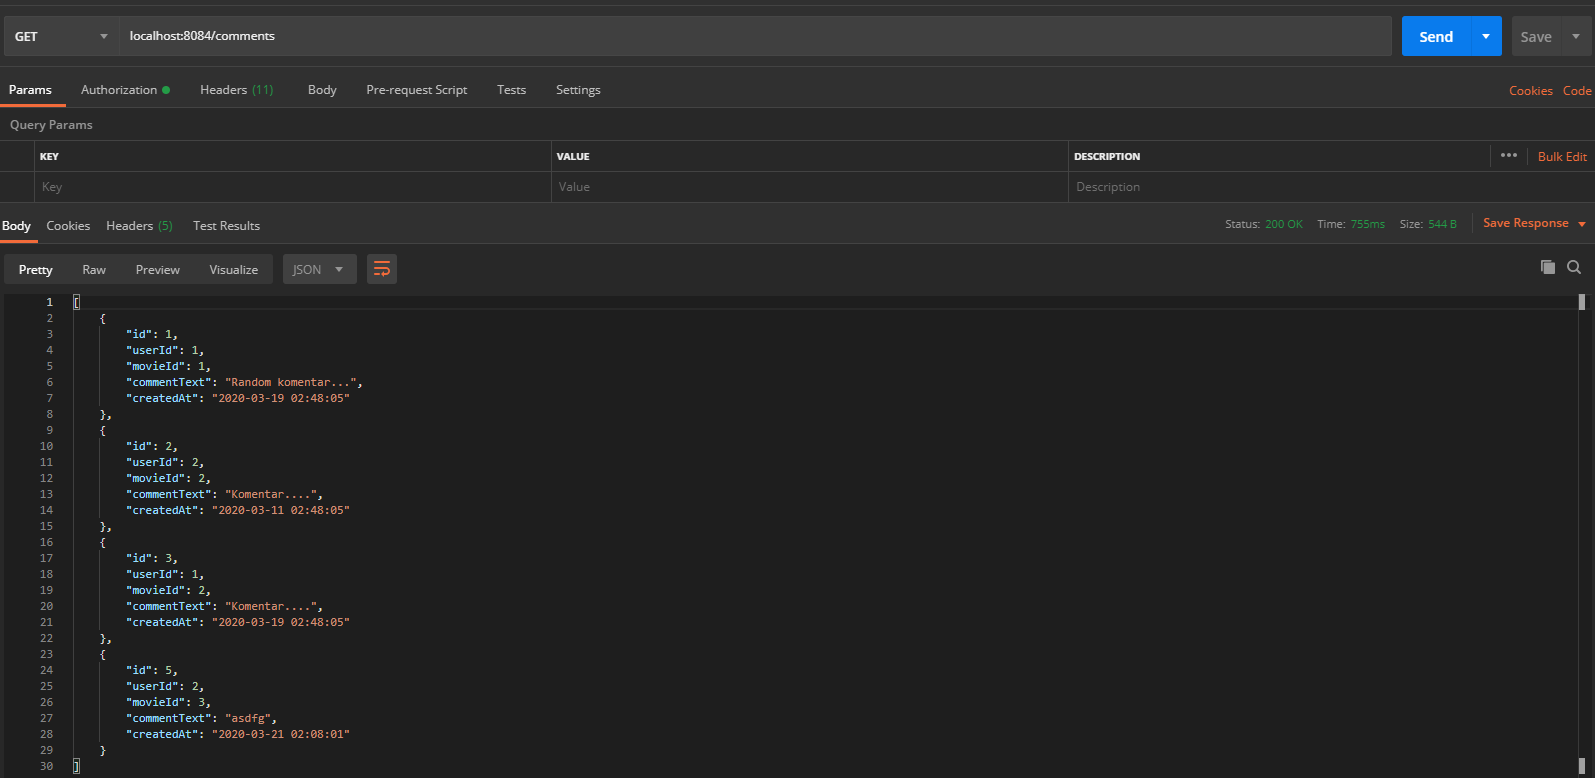 GET localhost:8084/comments Send Save
Params Authorization Headers (11) Body Pre-request Script Tests Settings Cookies Code
Query Params
KEY VALUE DESCRIPTION ••• Bulk Edit
Key Value Description
Body Cookies Headers (5) Test Results Status: 200 OK Time: 755ms Size: 544 B Save Response
Pretty Raw Preview Visualize JSON
1 [
2 {
3 "id": 1,
4 "userId": 1,
5 "movieId": 1,
6 "commentText": "Random komentar...",
7 "createdAt": "2020-03-19 02:48:05"
8 },
9 {
10 "id": 2,
11 "userId": 2,
12 "movieId": 2,
13 "commentText": "Komentar....",
14 "createdAt": "2020-03-11 02:48:05"
15 },
16 {
17 "id": 3,
18 "userId": 1,
19 "movieId": 2,
20 "commentText": "Komentar....",
21 "createdAt": "2020-03-19 02:48:05"
22 },
23 {
24 "id": 5,
25 "userId": 2,
26 "movieId": 3,
27 "commentText": "asdfg",
28 "createdAt": "2020-03-21 02:08:01"
29 }
30 ]